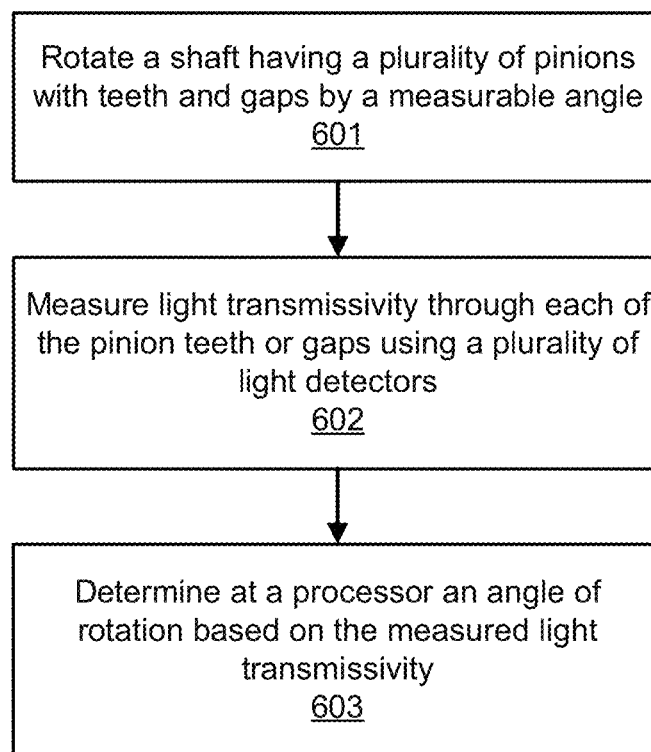 Rotate a shaft having a plurality of pinions
with teeth and gaps by a measurable angle
601
Measure light transmissivity through each of
the pinion teeth or gaps using a plurality of
light detectors
602
Determine at a processor an angle of
rotation based on the measured light
transmissivity
603